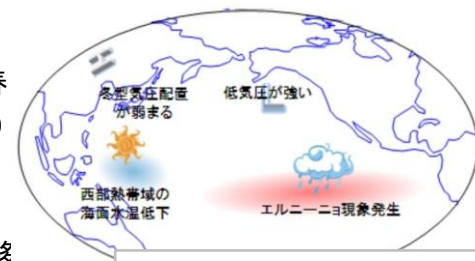 冬型気圧配置
が弱まる
低気圧が強い
西部熱帯域の
海面水温低下
エルニーニョ現象発生